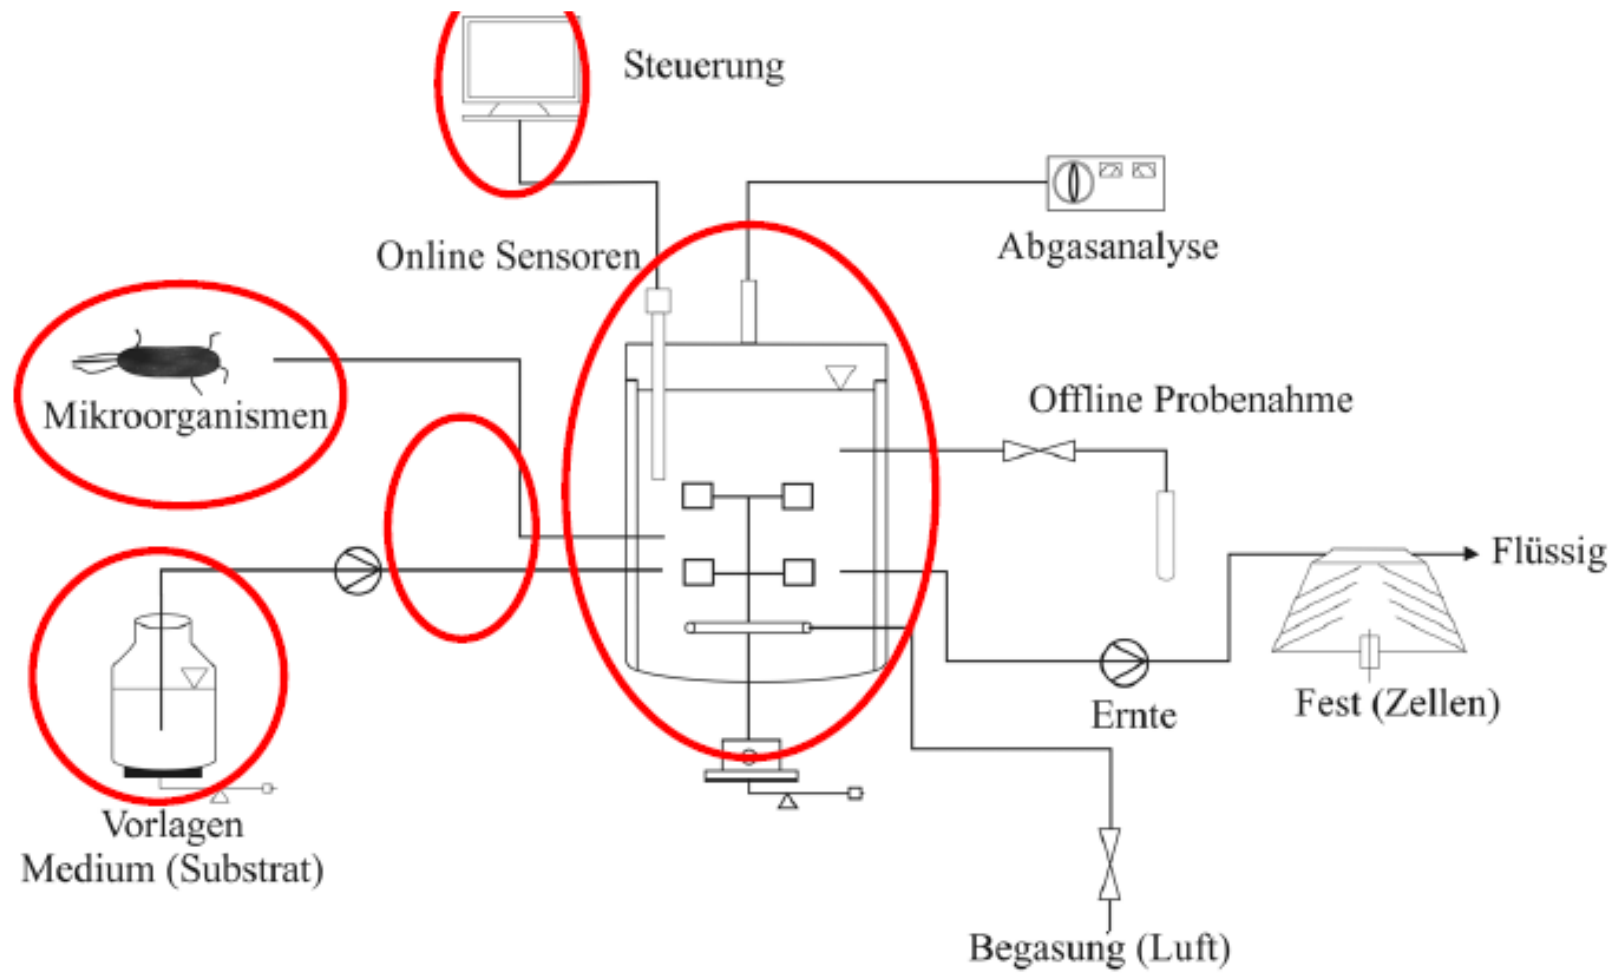 Steuerung
Online Sensoren
Abgasanalyse
Mikroorganismen
Offline Probenahme
Flüssig
Ernte
Fest (Zellen)
Vorlagen
Medium (Substrat)
Begasung (Luft)